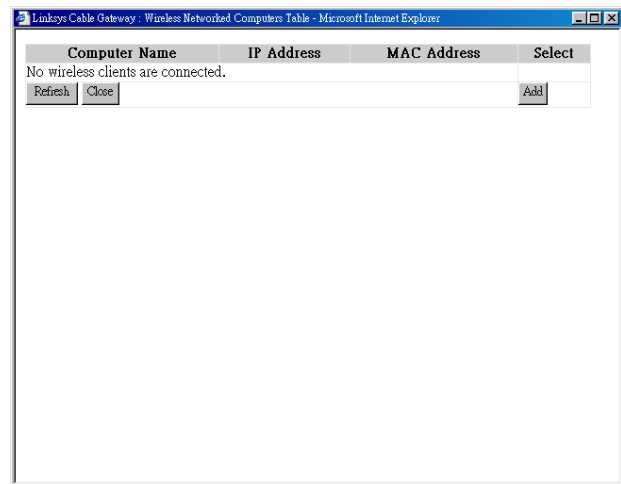 Linksys Cable Gateway : Wireless Networked Computers Table - Microsoft Internet Explorer
Computer Name IP Address MAC Address Select
No wireless clients are connected.
Refresh Close Add